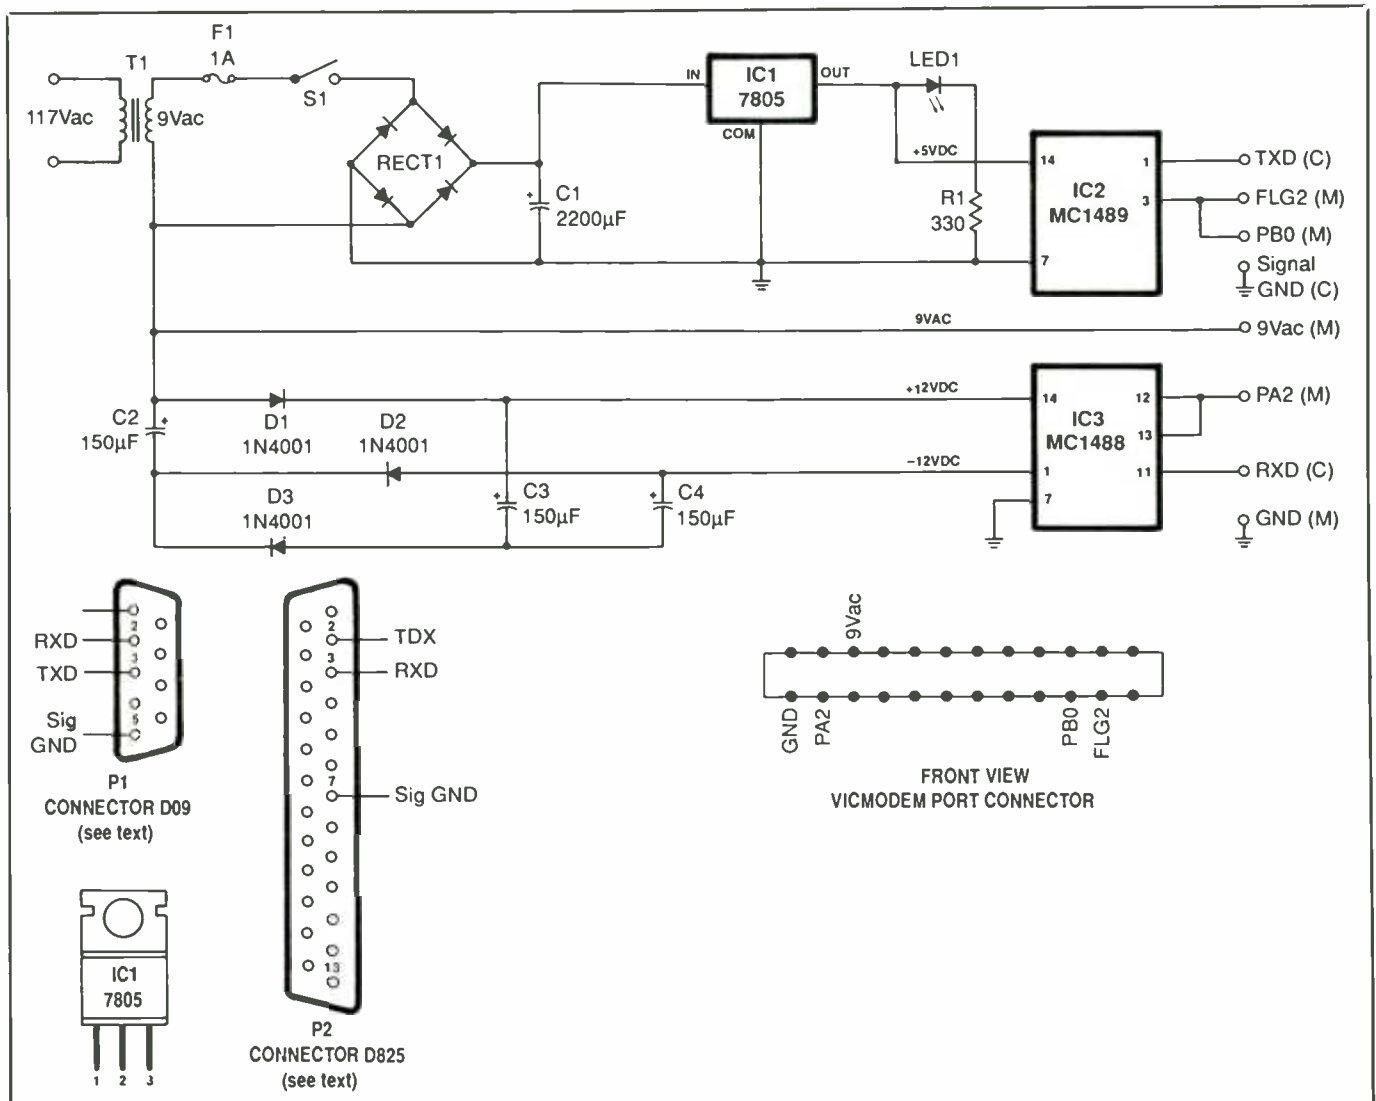 F1
1A
T1
117Vac
9Vac
S1
RECT1
C1
2200µF
+
IN
IC1
7805
OUT
COM
LED1
+5VDC
R1
330
14
1
IC2
MC1489
3
7
TXD (C)
FLG2 (M)
PB0 (M)
Signal
GND (C)
9VAC
9Vac (M)
C2
150µF
+
D1
1N4001
D2
1N4001
D3
1N4001
+12VDC
-12VDC
+
C3
150µF
+
C4
150µF
14
12
IC3
MC1488
13
1
11
7
PA2 (M)
RXD (C)
GND (M)
2
RXD
3
TXD
5
Sig
GND
P1
CONNECTOR D09
(see text)
2
TDX
3
RXD
7
Sig GND
13
P2
CONNECTOR D825
(see text)
9Vac
GND
PA2
PB0
FLG2
FRONT VIEW
VICMODEM PORT CONNECTOR
IC1
7805
1 2 3